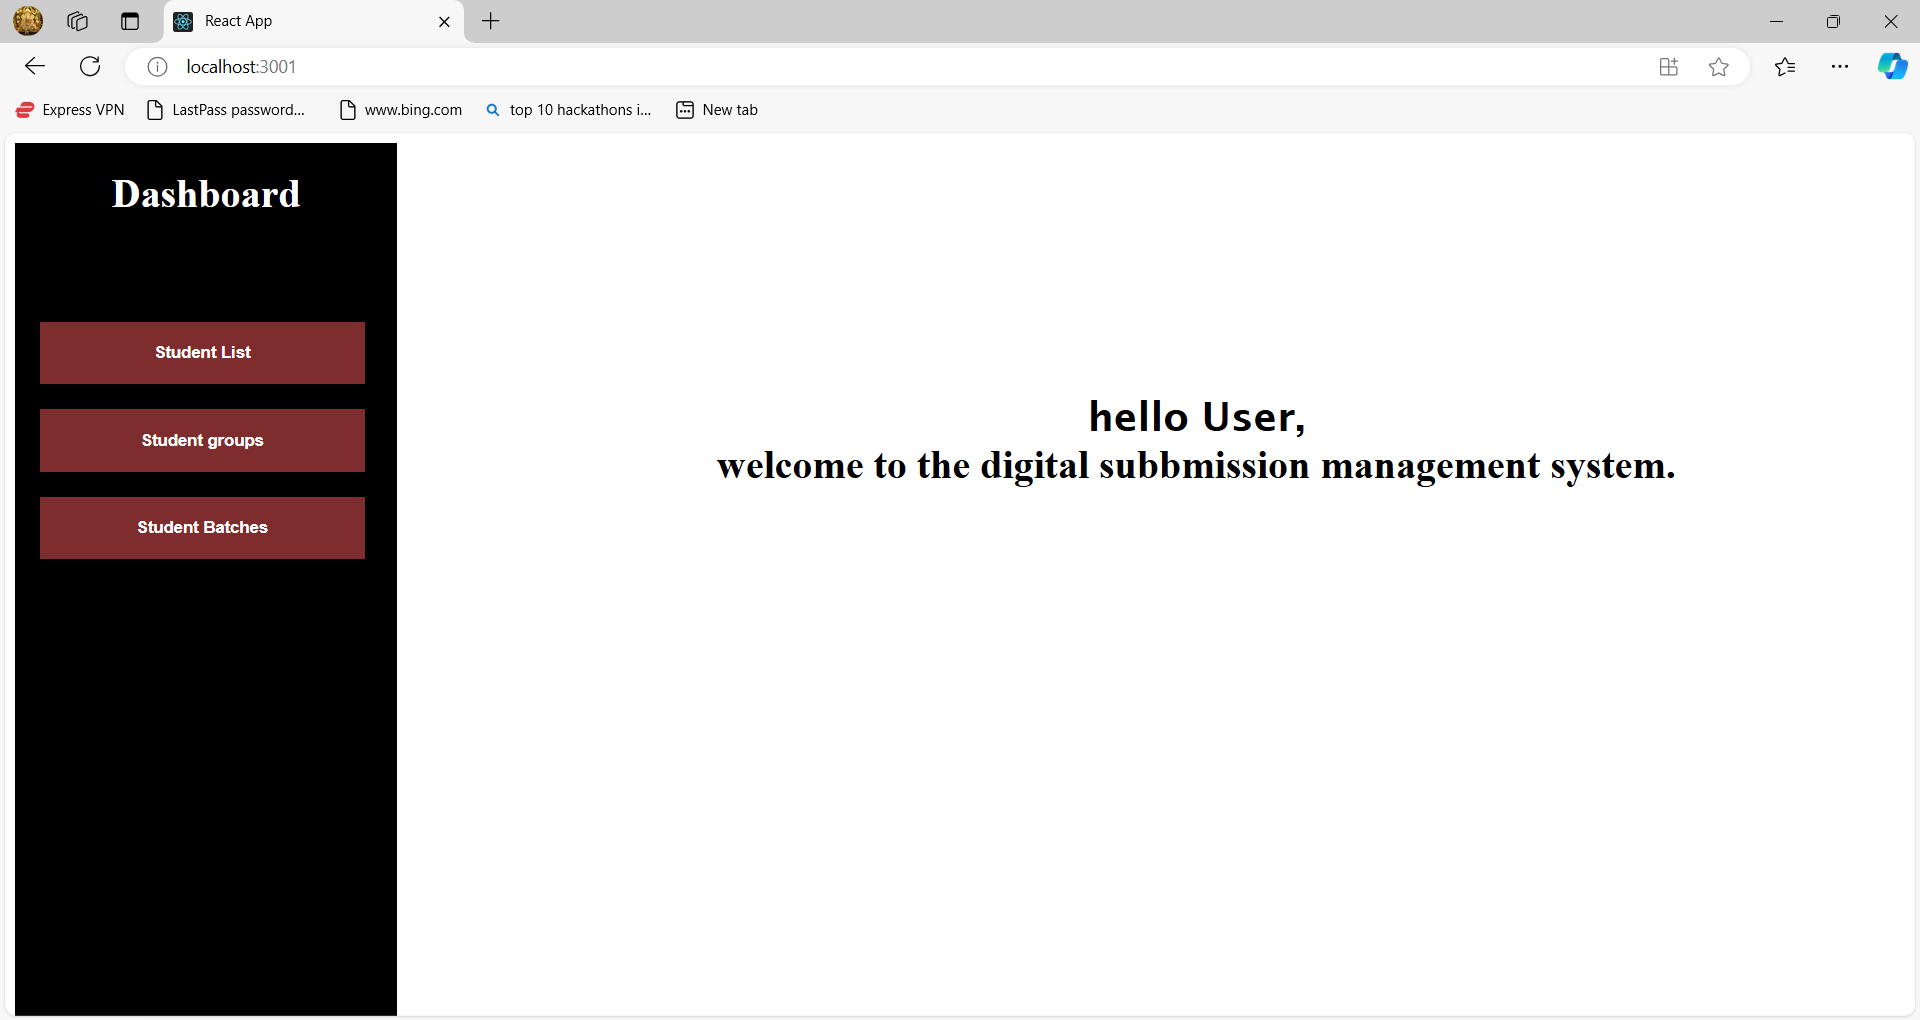 React App
localhost:3001
Express VPN
LastPass password...
www.bing.com
top 10 hackathons i...
New tab
Dashboard
Student List
Student groups
Student Batches
hello User,
welcome to the digital subbmission management system.